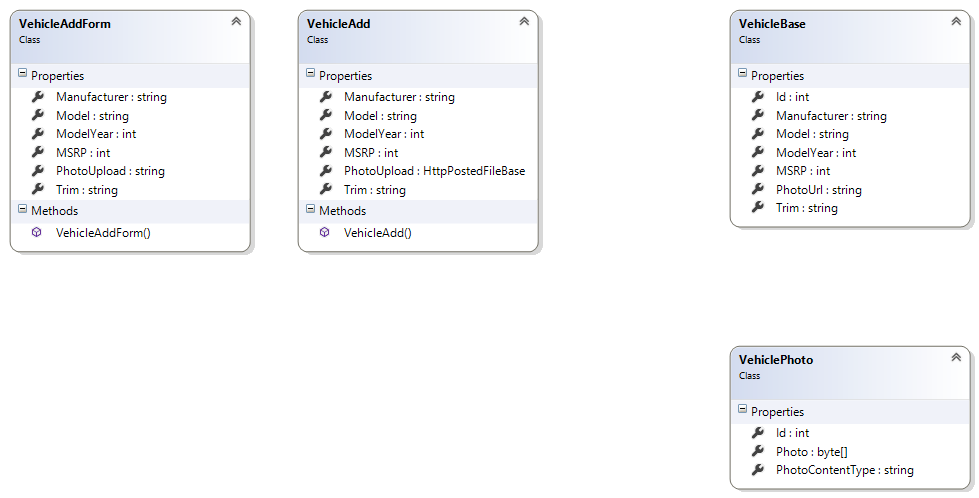 VehicleAddForm
Class
Properties
Manufacturer : string
Model : string
ModelYear : int
MSRP : int
PhotoUpload : string
Trim : string
Methods
VehicleAddForm()
VehicleAdd
Class
Properties
Manufacturer : string
Model : string
ModelYear : int
MSRP : int
PhotoUpload : HttpPostedFileBase
Trim : string
Methods
VehicleAdd()
VehicleBase
Class
Properties
Id : int
Manufacturer : string
Model : string
ModelYear : int
MSRP : int
PhotoUrl : string
Trim : string
VehiclePhoto
Class
Properties
Id : int
Photo : byte[]
PhotoContentType : string